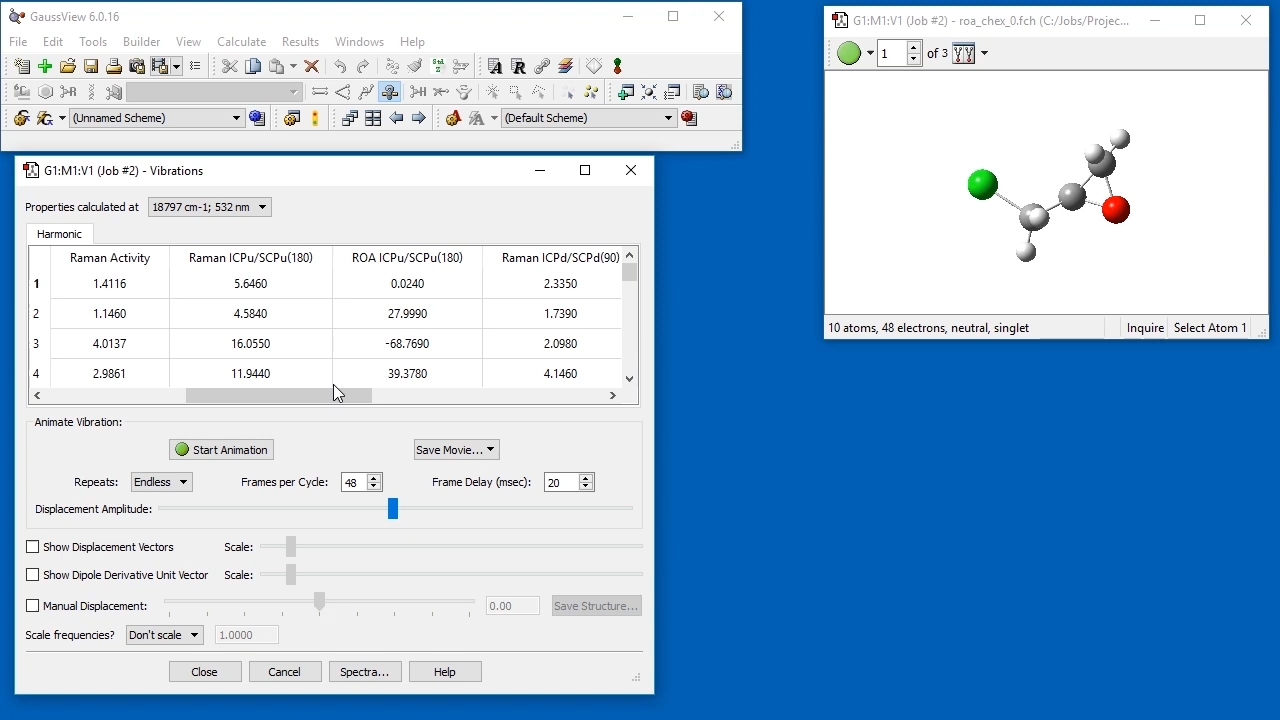 GaussView 6.0.16
File Edit Tools Builder View Calculate Results Windows Help
(Unnamed Scheme)
(Default Scheme)
G1:M1:V1 (Job #2) - Vibrations
Properties calculated at 18797 cm-1; 532 nm
Harmonic
Raman Activity Raman ICPu/SCPu(180) ROA ICPu/SCPu(180) Raman ICPd/SCPd(90)
1 1.4116 5.6460 0.0240 2.3350
2 1.1460 4.5840 27.9990 1.7390
3 4.0137 16.0550 -68.7690 2.0980
4 2.9861 11.9440 39.3780 4.1460
Animate Vibration:
Start Animation Save Movie...
Repeats: Endless Frames per Cycle: 48 Frame Delay (msec): 20
Displacement Amplitude:
Show Displacement Vectors Scale:
Show Dipole Derivative Unit Vector Scale:
Manual Displacement: 0.00 Save Structure...
Scale frequencies? Don't scale 1.0000
Close Cancel Spectra... Help
G1:M1:V1 (Job #2) - roa_chex_0.fch (C:/Jobs/Projec...
1 of 3
10 atoms, 48 electrons, neutral, singlet Inquire Select Atom 1